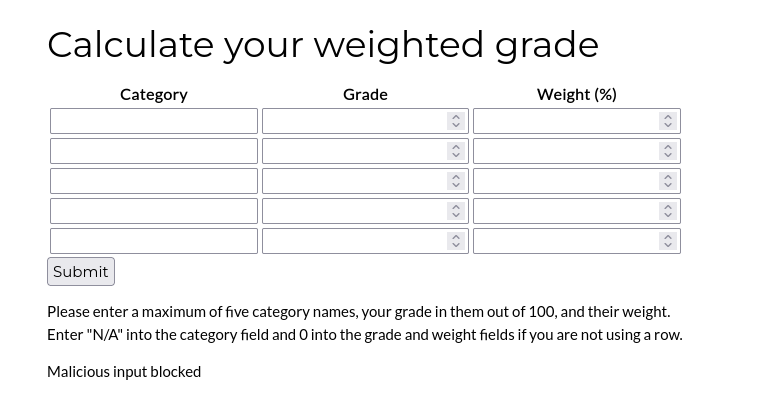 Calculate your weighted grade
Category Grade Weight (%)
Submit
Please enter a maximum of five category names, your grade in them out of 100, and their weight.
Enter "N/A" into the category field and 0 into the grade and weight fields if you are not using a row.
Malicious input blocked